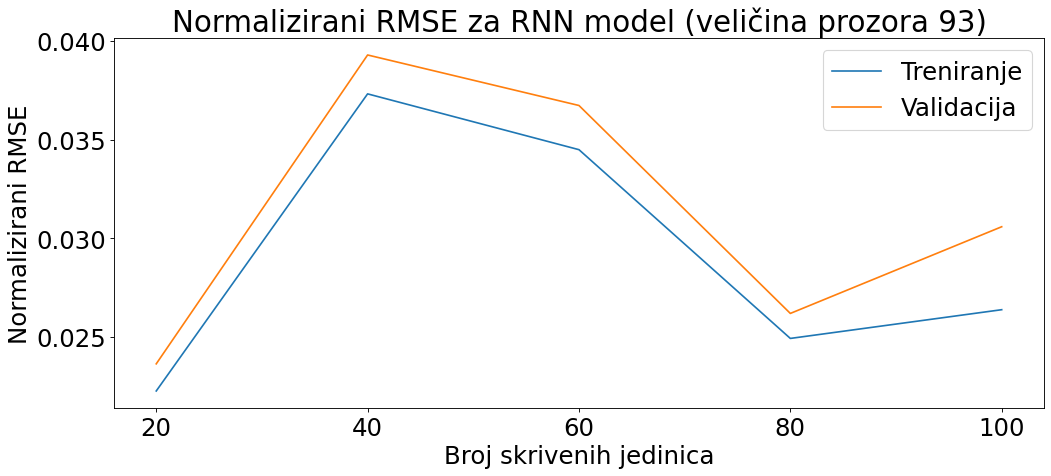 Normalizirani RMSE za RNN model (veličina prozora 93)
Normalizirani RMSE
0.040
0.035
0.030
0.025
Treniranje
Validacija
20 40 60 80 100
Broj skrivenih jedinica